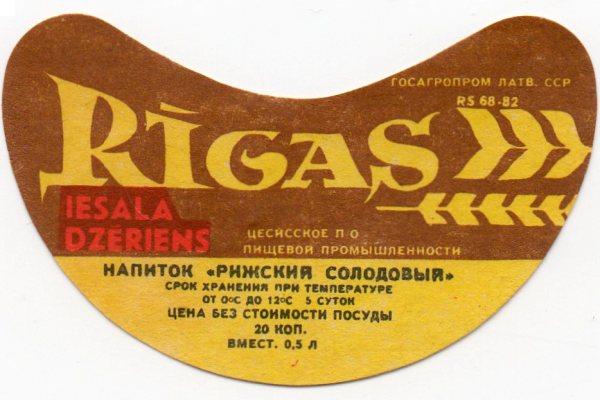 ГОСАГРОПРОМ ЛАТВ. ССР
RS 68-82
RĪGAS
IESALA
DZĒRIENS
ЦЕСИССКОЕ П О
ПИЩЕВОЙ ПРОМЫШЛЕННОСТИ
НАПИТОК «РИЖСКИЙ СОЛОДОВЫЙ»
СРОК ХРАНЕНИЯ ПРИ ТЕМПЕРАТУРЕ
ОТ 0°С ДО 12°С 5 СУТОК
ЦЕНА БЕЗ СТОИМОСТИ ПОСУДЫ
20 КОП.
ВМЕСТ. 0,5 Л